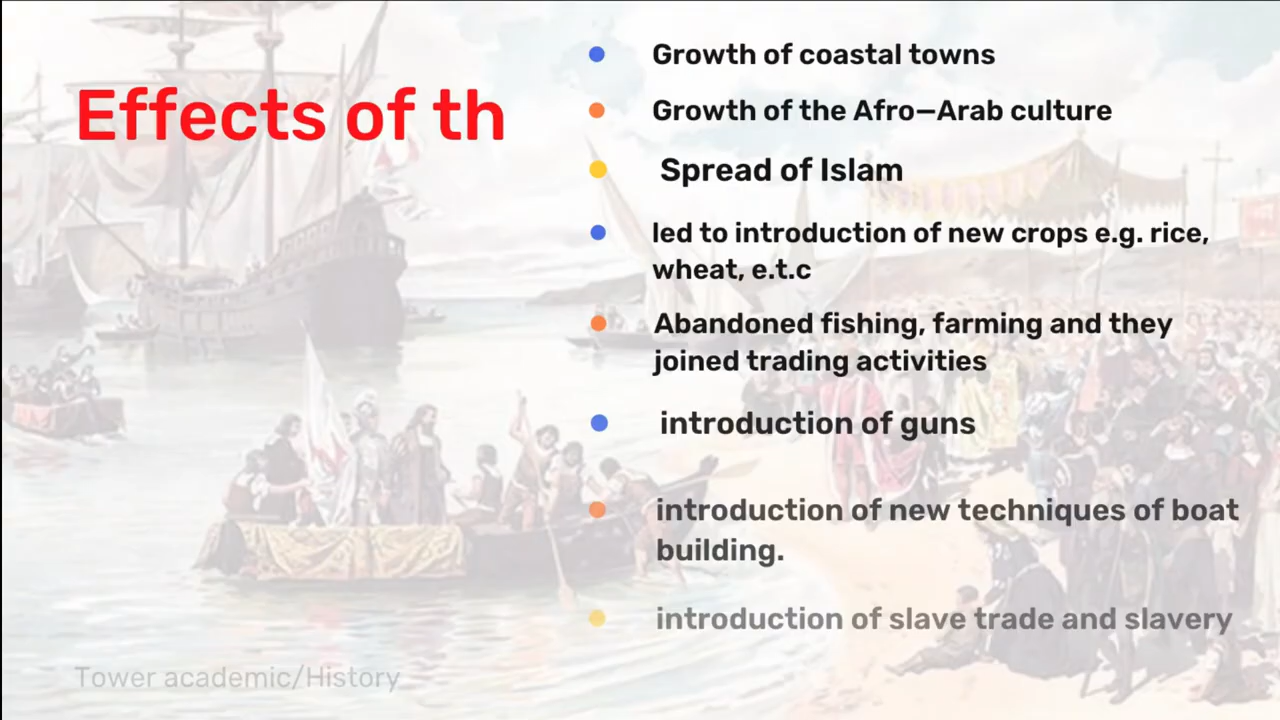 Effects of th
Growth of coastal towns
Growth of the Afro–Arab culture
Spread of Islam
led to introduction of new crops e.g. rice,
wheat, e.t.c
Abandoned fishing, farming and they
joined trading activities
introduction of guns
introduction of new techniques of boat
building.
introduction of slave trade and slavery
Tower academic/History